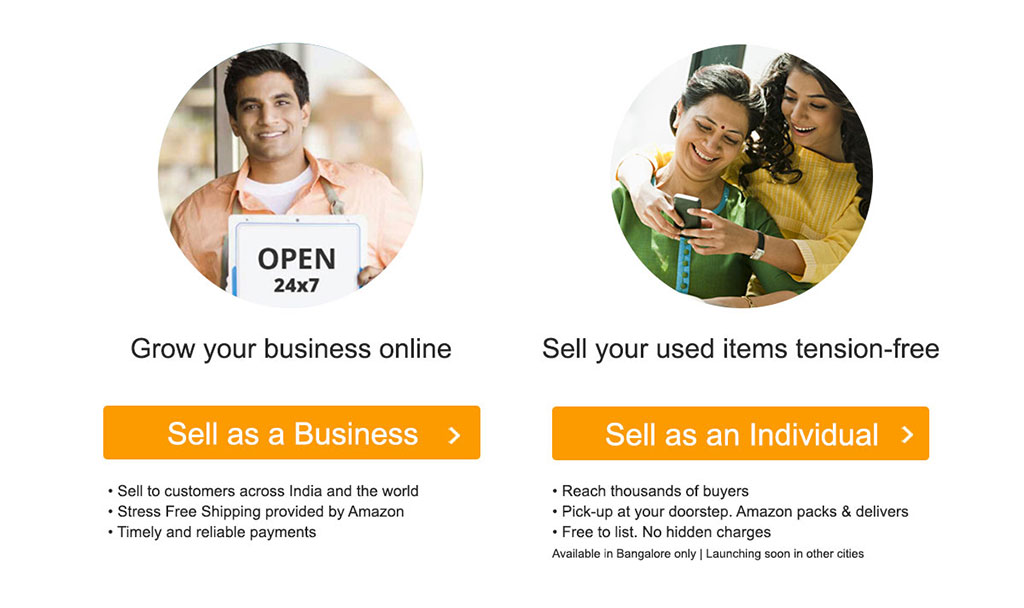 OPEN
24x7
Grow your business online
Sell as a Business
• Sell to customers across India and the world
• Stress Free Shipping provided by Amazon
• Timely and reliable payments
Sell your used items tension-free
Sell as an Individual
• Reach thousands of buyers
• Pick-up at your doorstep. Amazon packs & delivers
• Free to list. No hidden charges
Available in Bangalore only | Launching soon in other cities